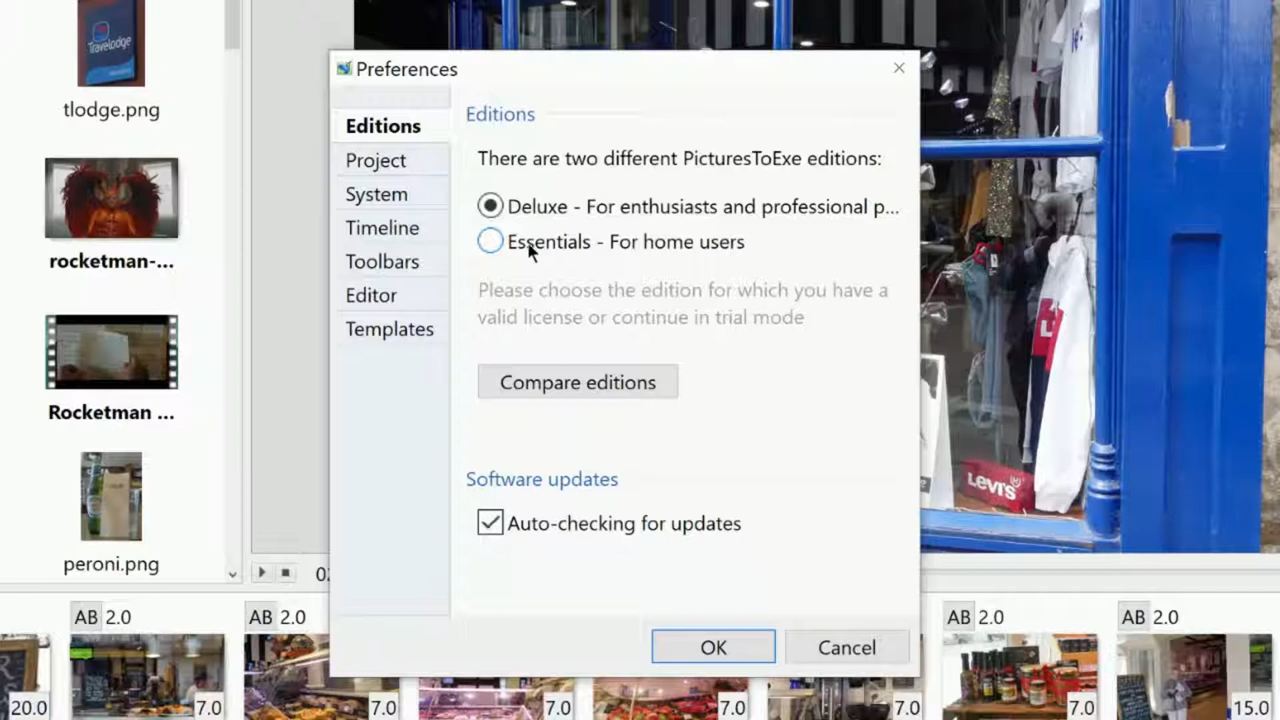 Travelodge
tlodge.png
rocketman-...
Rocketman ...
peroni.png
Preferences
Editions
Project
System
Timeline
Toolbars
Editor
Templates
Editions
There are two different PicturesToExe editions:
Deluxe - For enthusiasts and professional p...
Essentials - For home users
Please choose the edition for which you have a
valid license or continue in trial mode
Compare editions
Software updates
Auto-checking for updates
OK
Cancel
LEVI'S
02
AB 2.0
AB 2.0
AB 2.0
AB 2.0
20.0
7.0
7.0
7.0
7.0
7.0
15.0